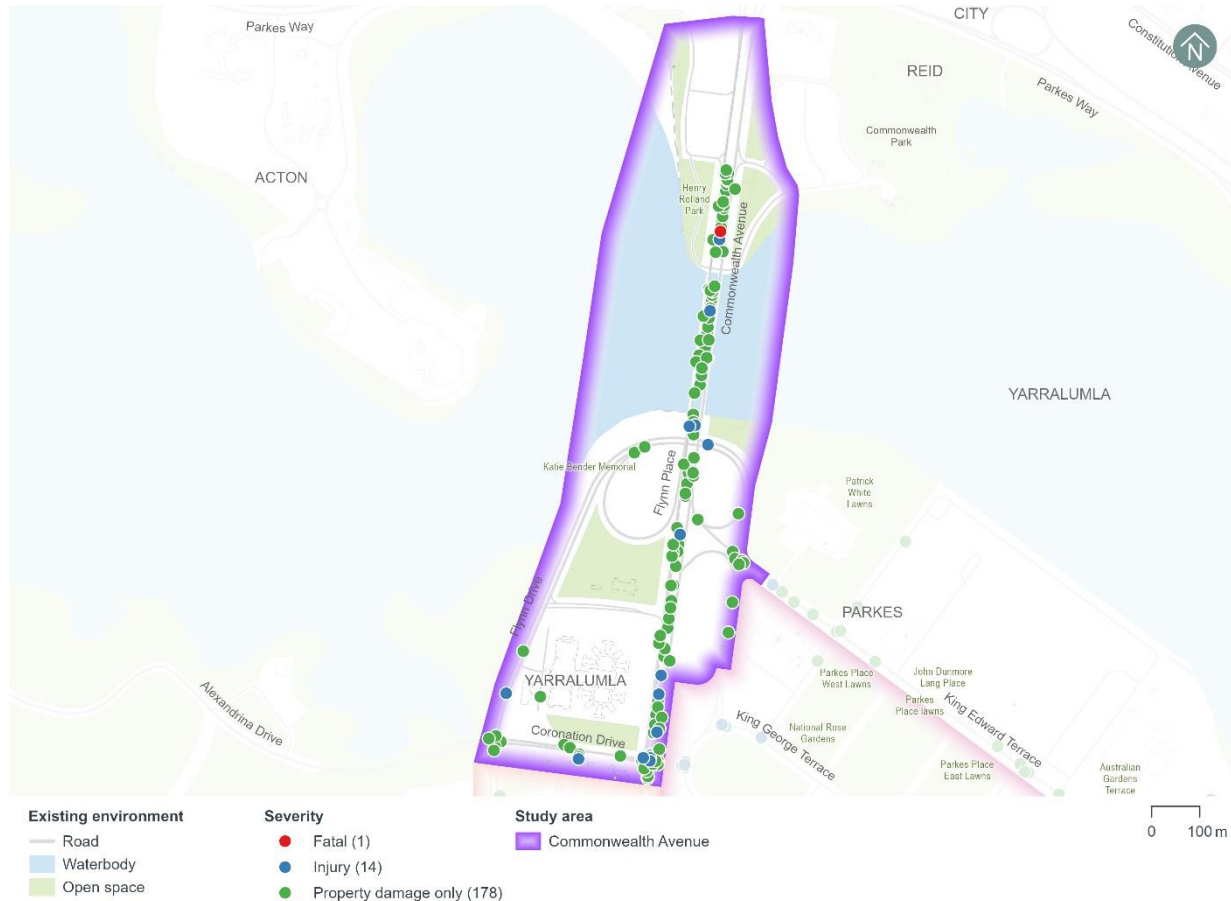 Parkes Way
CITY
Constitution Avenue
N
REID
Parkes Way
Commonwealth
Park
ACTON
Henry
Rolland
Park
Commonwealth Avenue
YARRALUMLA
Flynn Place
Katie Bender Memorial
Patrick
White
Lawns
Flynn Drive
PARKES
YARRALUMLA
Parkes Place
West Lawns
John Dunmore
Lang Place
Parkes
Place lawns
King Edward Terrace
Alexandrina Drive
Coronation Drive
King George Terrace
National Rose
Gardens
Parkes Place
East Lawns
Australian
Gardens
Terrace
Existing environment
Road
Waterbody
Open space
Severity
Fatal (1)
Injury (14)
Property damage only (178)
Study area
Commonwealth Avenue
0 100 m